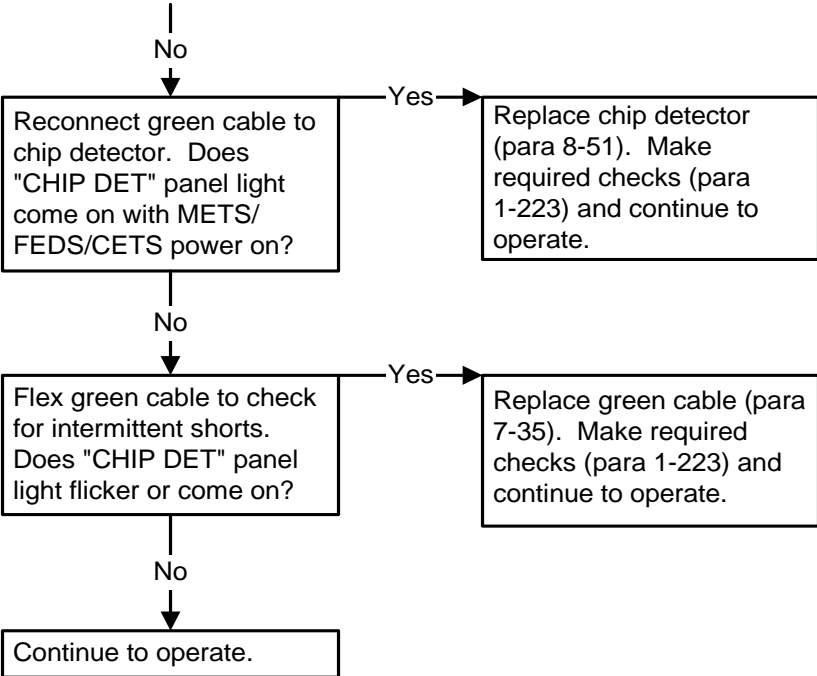 No
Reconnect green cable to
chip detector. Does
"CHIP DET" panel light
come on with METS/
FEDS/CETS power on?
Yes
Replace chip detector
(para 8-51). Make
required checks (para
1-223) and continue to
operate.
No
Flex green cable to check
for intermittent shorts.
Does "CHIP DET" panel
light flicker or come on?
Yes
Replace green cable (para
7-35). Make required
checks (para 1-223) and
continue to operate.
No
Continue to operate.